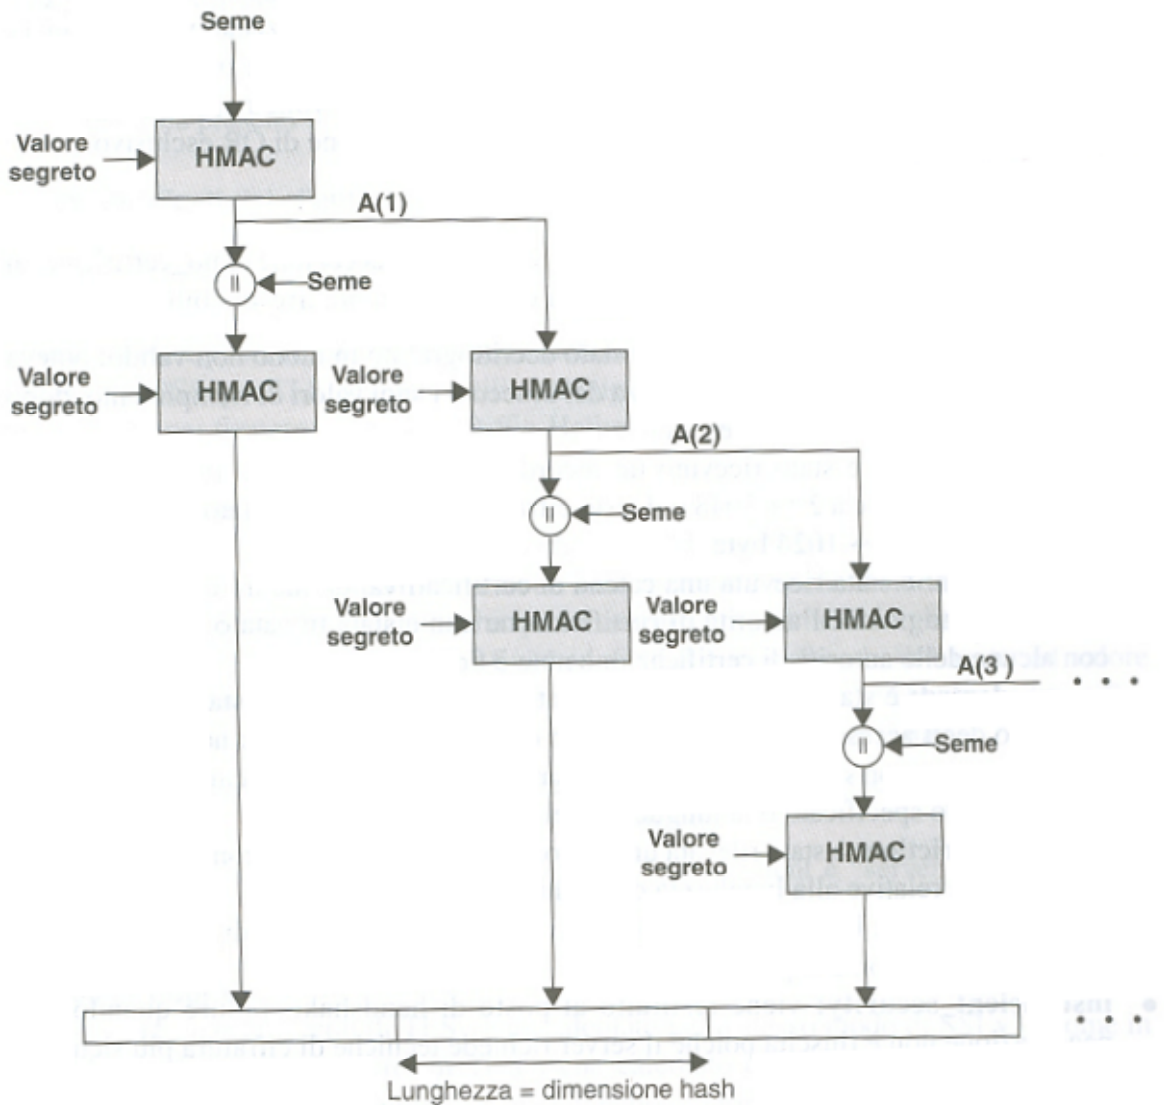 Seme
Valore
segreto
HMAC
A(1)
||
Seme
Valore
segreto
HMAC
Valore
segreto
HMAC
A(2)
||
Seme
Valore
segreto
HMAC
Valore
segreto
HMAC
A(3)
• • •
||
Seme
Valore
segreto
HMAC
• • •
Lunghezza = dimensione hash